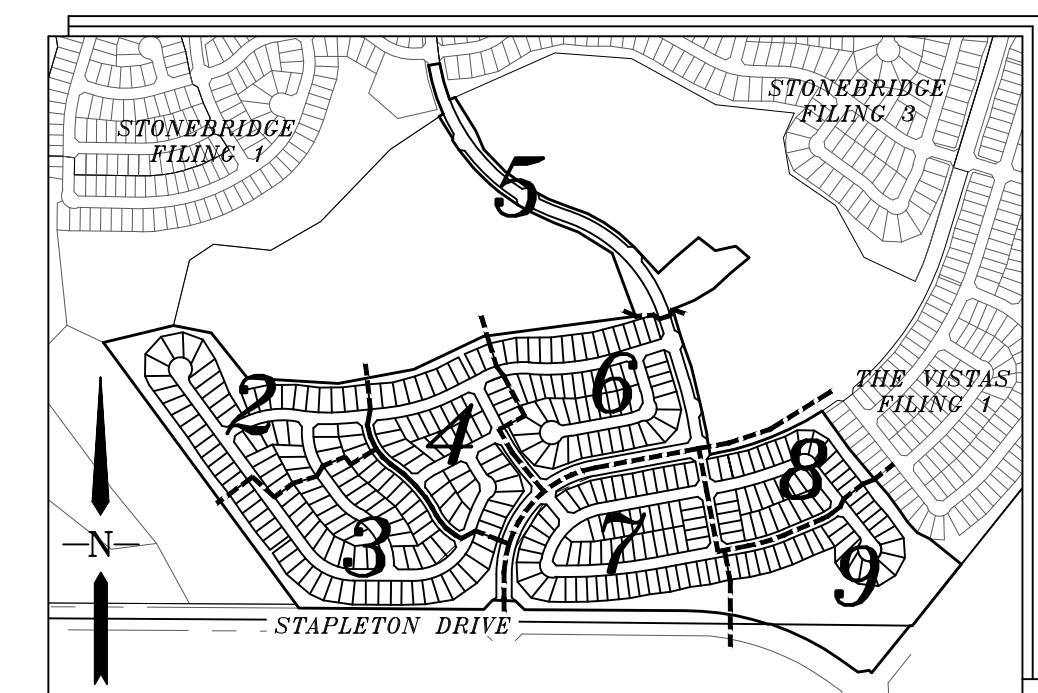 STONEBRIDGE
FILING 3
STONEBRIDGE
FILING 1
5
6
THE VISTAS
FILING 1
2
4
8
7
3
N
9
STAPLETON DRIVE